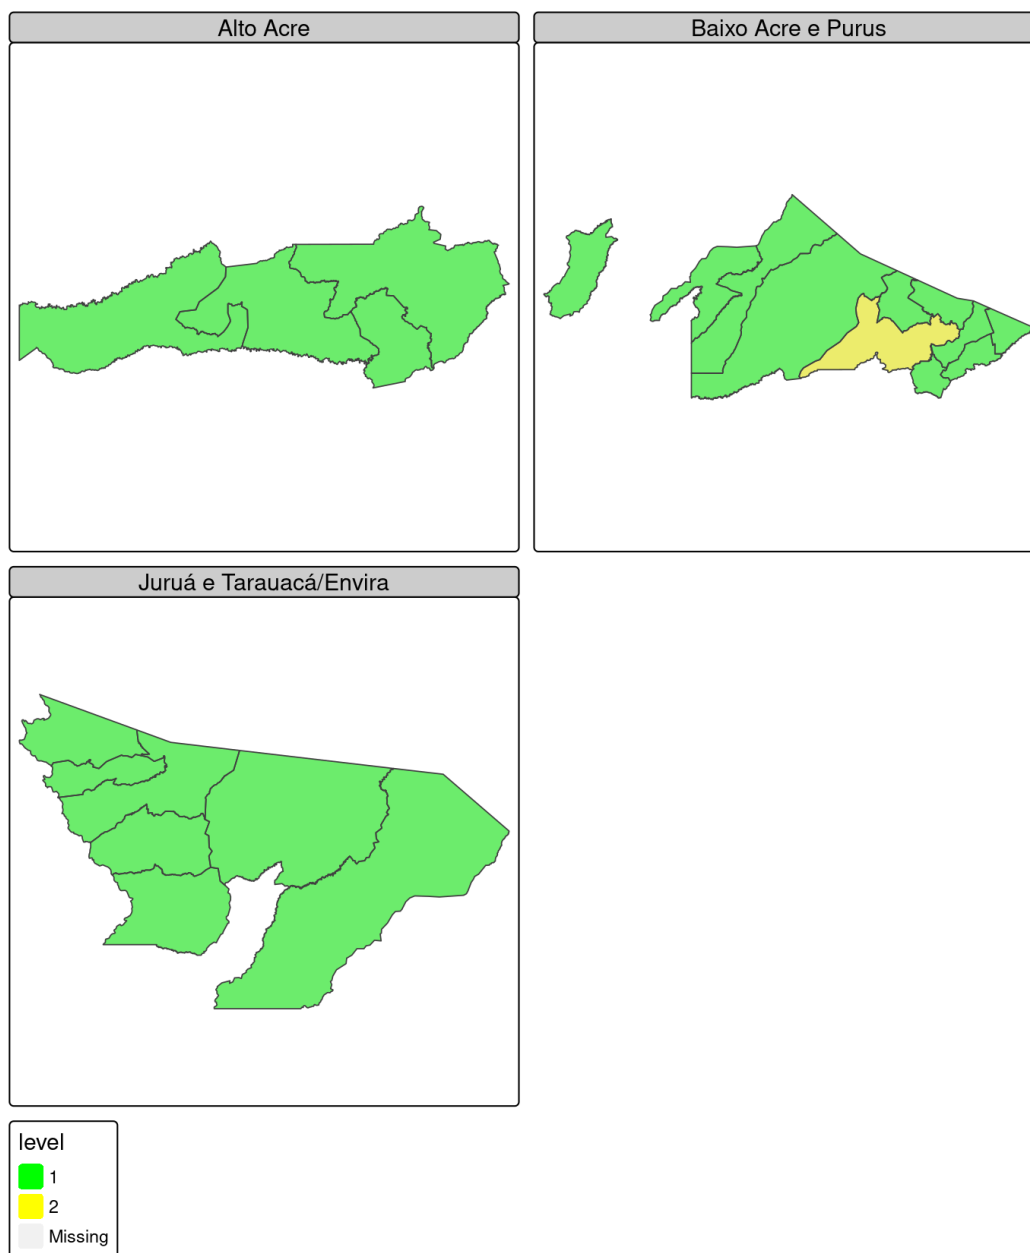 Alto Acre
Baixo Acre e Purus
Juruá e Tarauacá/Envira
level
1
2
Missing